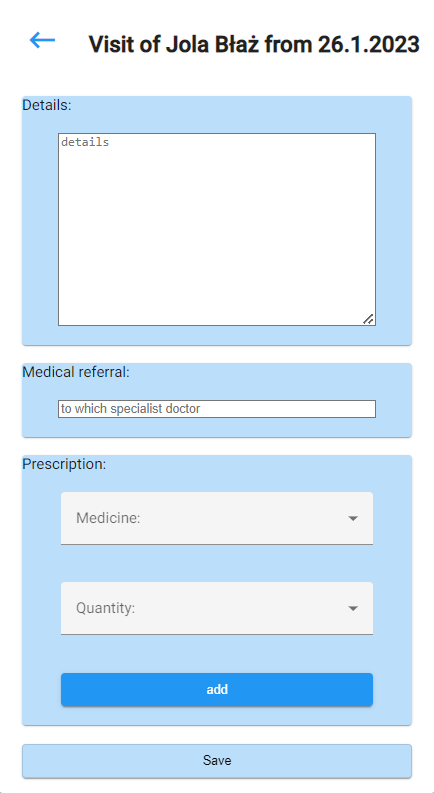 Visit of Jola Błaż from 26.1.2023
Details:
details
Medical referral:
to which specialist doctor
Prescription:
Medicine:
Quantity:
add
Save